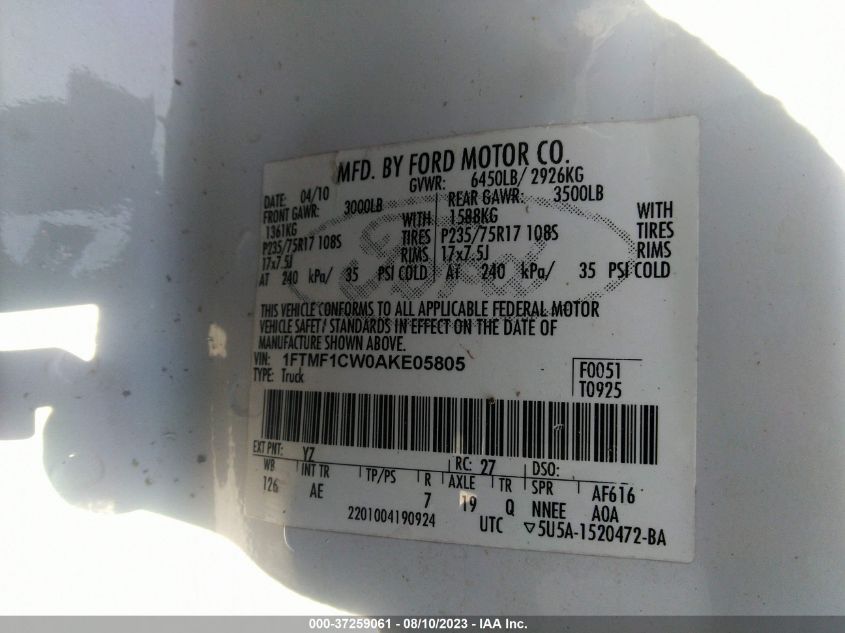 MFD. BY FORD MOTOR CO.
DATE: 04/10 GVWR: 6450LB/ 2926KG
FRONT GAWR: 3000LB REAR GAWR: 3500LB
1361KG WITH 1588KG WITH
P235/75R17 108S TIRES P235/75R17 108S TIRES
17x7.5J RIMS 17x7.5J RIMS
AT 240 kPa/ 35 PSI COLD AT 240 kPa/ 35 PSI COLD
Ford
THIS VEHICLE CONFORMS TO ALL APPLICABLE FEDERAL MOTOR
VEHICLE SAFETY STANDARDS IN EFFECT ON THE DATE OF
MANUFACTURE SHOWN ABOVE.
VIN: 1FTMF1CW0AKE05805 F0051
TYPE: Truck T0925
EXT PNT: YZ RC: 27 DSO:
WB INT TR TP/PS R AXLE TR SPR AF616
126 AE 7 19 Q NNEE A0A
2201004190924 UTC ▽5U5A-1520472-BA
000-37259061 - 08/10/2023 - IAA Inc.